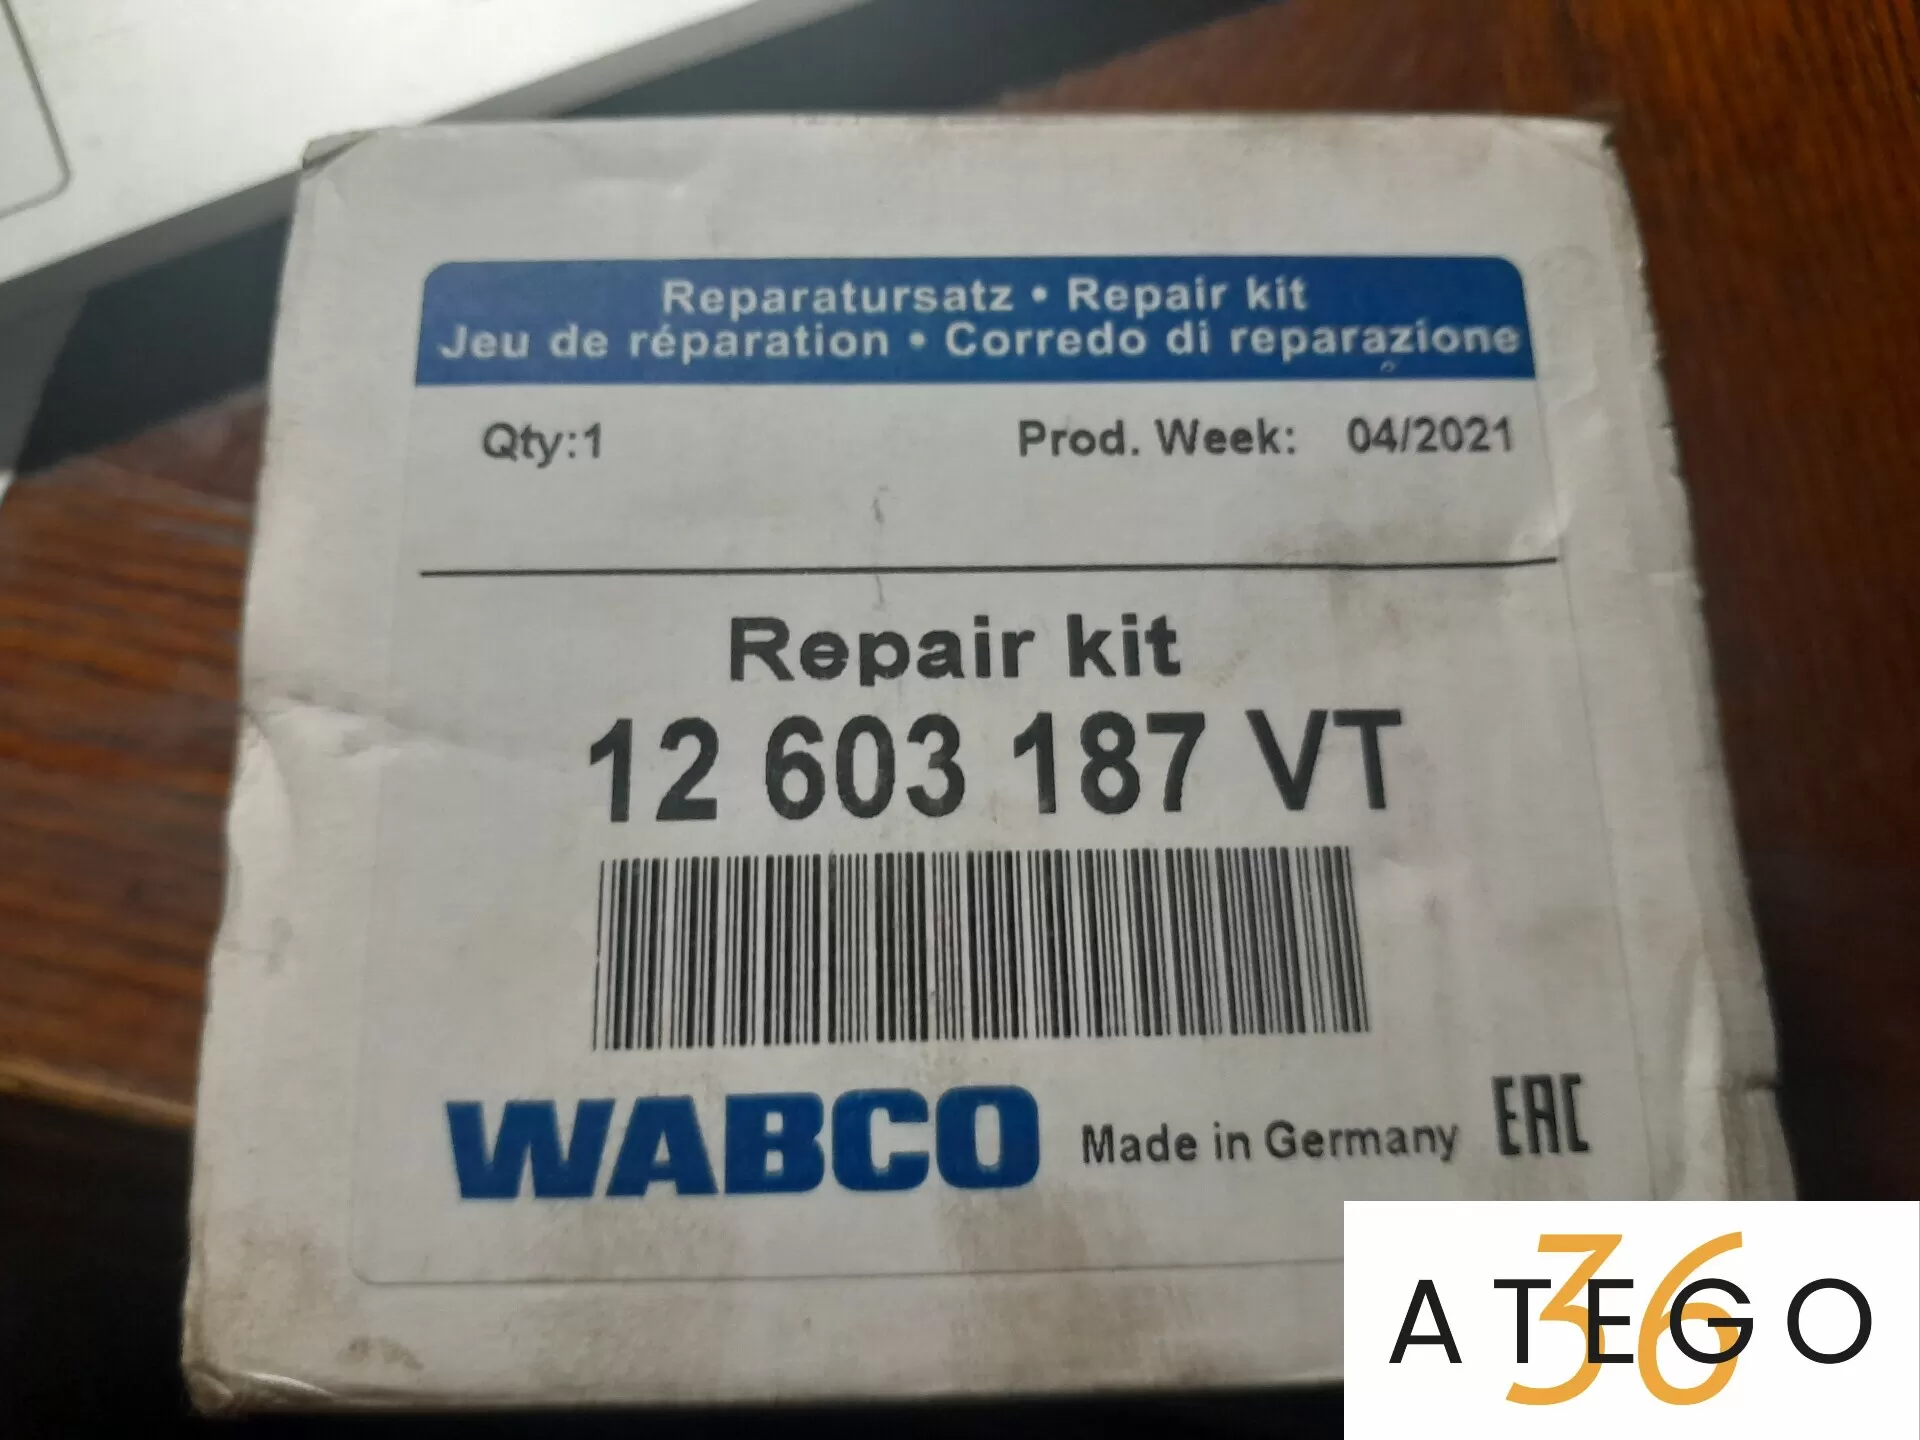 Reparatursatz • Repair kit
Jeu de réparation • Corredo di reparazione
Qty:1 Prod. Week: 04/2021
Repair kit
12 603 187 VT
WABCO Made in Germany EAC
ATEGO
36